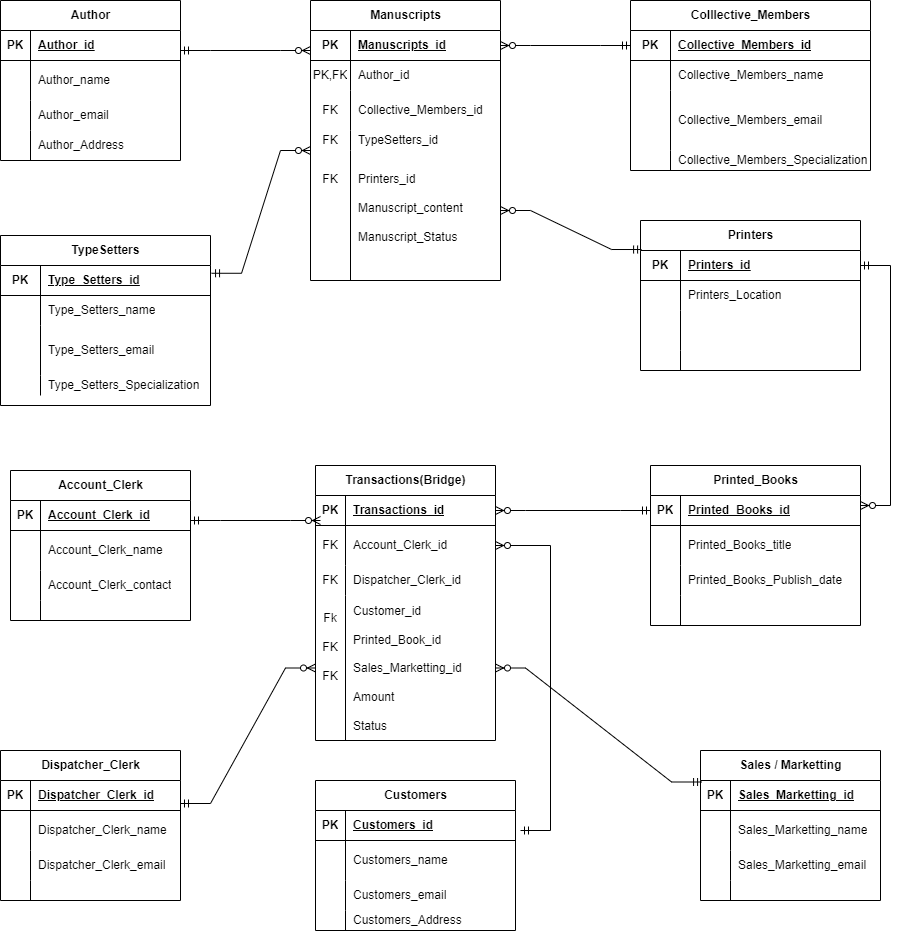 Author
PK Author_id
Author_name
Author_email
Author_Address
Manuscripts
PK Manuscripts_id
PK,FK Author_id
FK Collective_Members_id
FK TypeSetters_id
FK Printers_id
Manuscript_content
Manuscript_Status
Colllective_Members
PK Collective_Members_id
Collective_Members_name
Collective_Members_email
Collective_Members_Specialization
TypeSetters
PK Type_Setters_id
Type_Setters_name
Type_Setters_email
Type_Setters_Specialization
Printers
PK Printers_id
Printers_Location
Account_Clerk
PK Account_Clerk_id
Account_Clerk_name
Account_Clerk_contact
Transactions(Bridge)
PK Transactions_id
FK Account_Clerk_id
FK Dispatcher_Clerk_id
Fk Customer_id
FK Printed_Book_id
FK Sales_Marketting_id
Amount
Status
Printed_Books
PK Printed_Books_id
Printed_Books_title
Printed_Books_Publish_date
Dispatcher_Clerk
PK Dispatcher_Clerk_id
Dispatcher_Clerk_name
Dispatcher_Clerk_email
Customers
PK Customers_id
Customers_name
Customers_email
Customers_Address
Sales / Marketting
PK Sales_Marketting_id
Sales_Marketting_name
Sales_Marketting_email